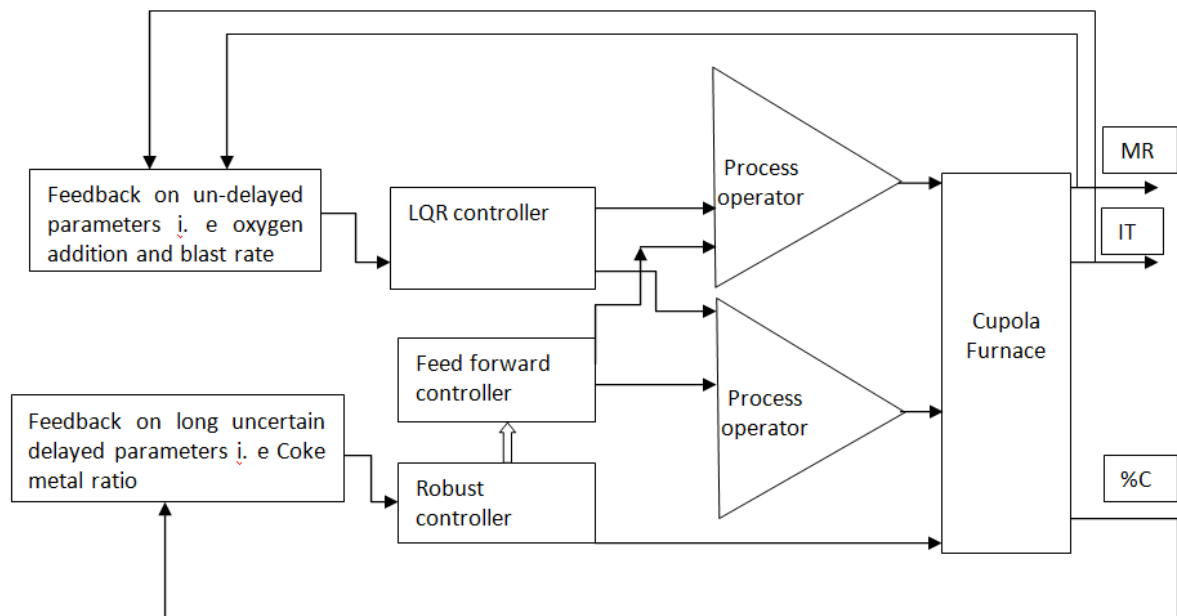 MR
Process
operator
Feedback on un-delayed
parameters i. e oxygen
addition and blast rate
LQR controller
IT
Cupola
Furnace
Feed forward
controller
Process
operator
Feedback on long uncertain
delayed parameters i. e Coke
metal ratio
Robust
controller
%C